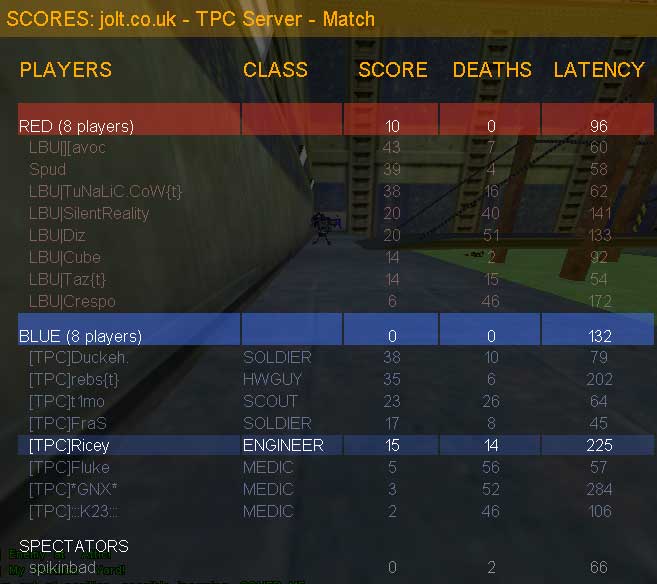 SCORES: jolt.co.uk - TPC Server - Match
PLAYERS CLASS SCORE DEATHS LATENCY
RED (8 players) 10 0 96
LBU|][avoc 43 7 60
Spud 39 4 58
LBU|TuNaLiC.CoW{t} 38 16 62
LBU|SilentReality 20 40 141
LBU|Diz 20 51 133
LBU|Cube 14 2 92
LBU|Taz{t} 14 15 54
LBU|Crespo 6 46 172
BLUE (8 players) 0 0 132
[TPC]Duckeh. SOLDIER 38 10 79
[TPC]rebs{t} HWGUY 35 6 202
[TPC]t1mo SCOUT 23 26 64
[TPC]FraS SOLDIER 17 8 45
[TPC]Ricey ENGINEER 15 14 225
[TPC]Fluke MEDIC 5 56 57
[TPC]*GNX* MEDIC 3 52 284
[TPC]:::K23::: MEDIC 2 46 106
SPECTATORS
spikinbad 0 2 66